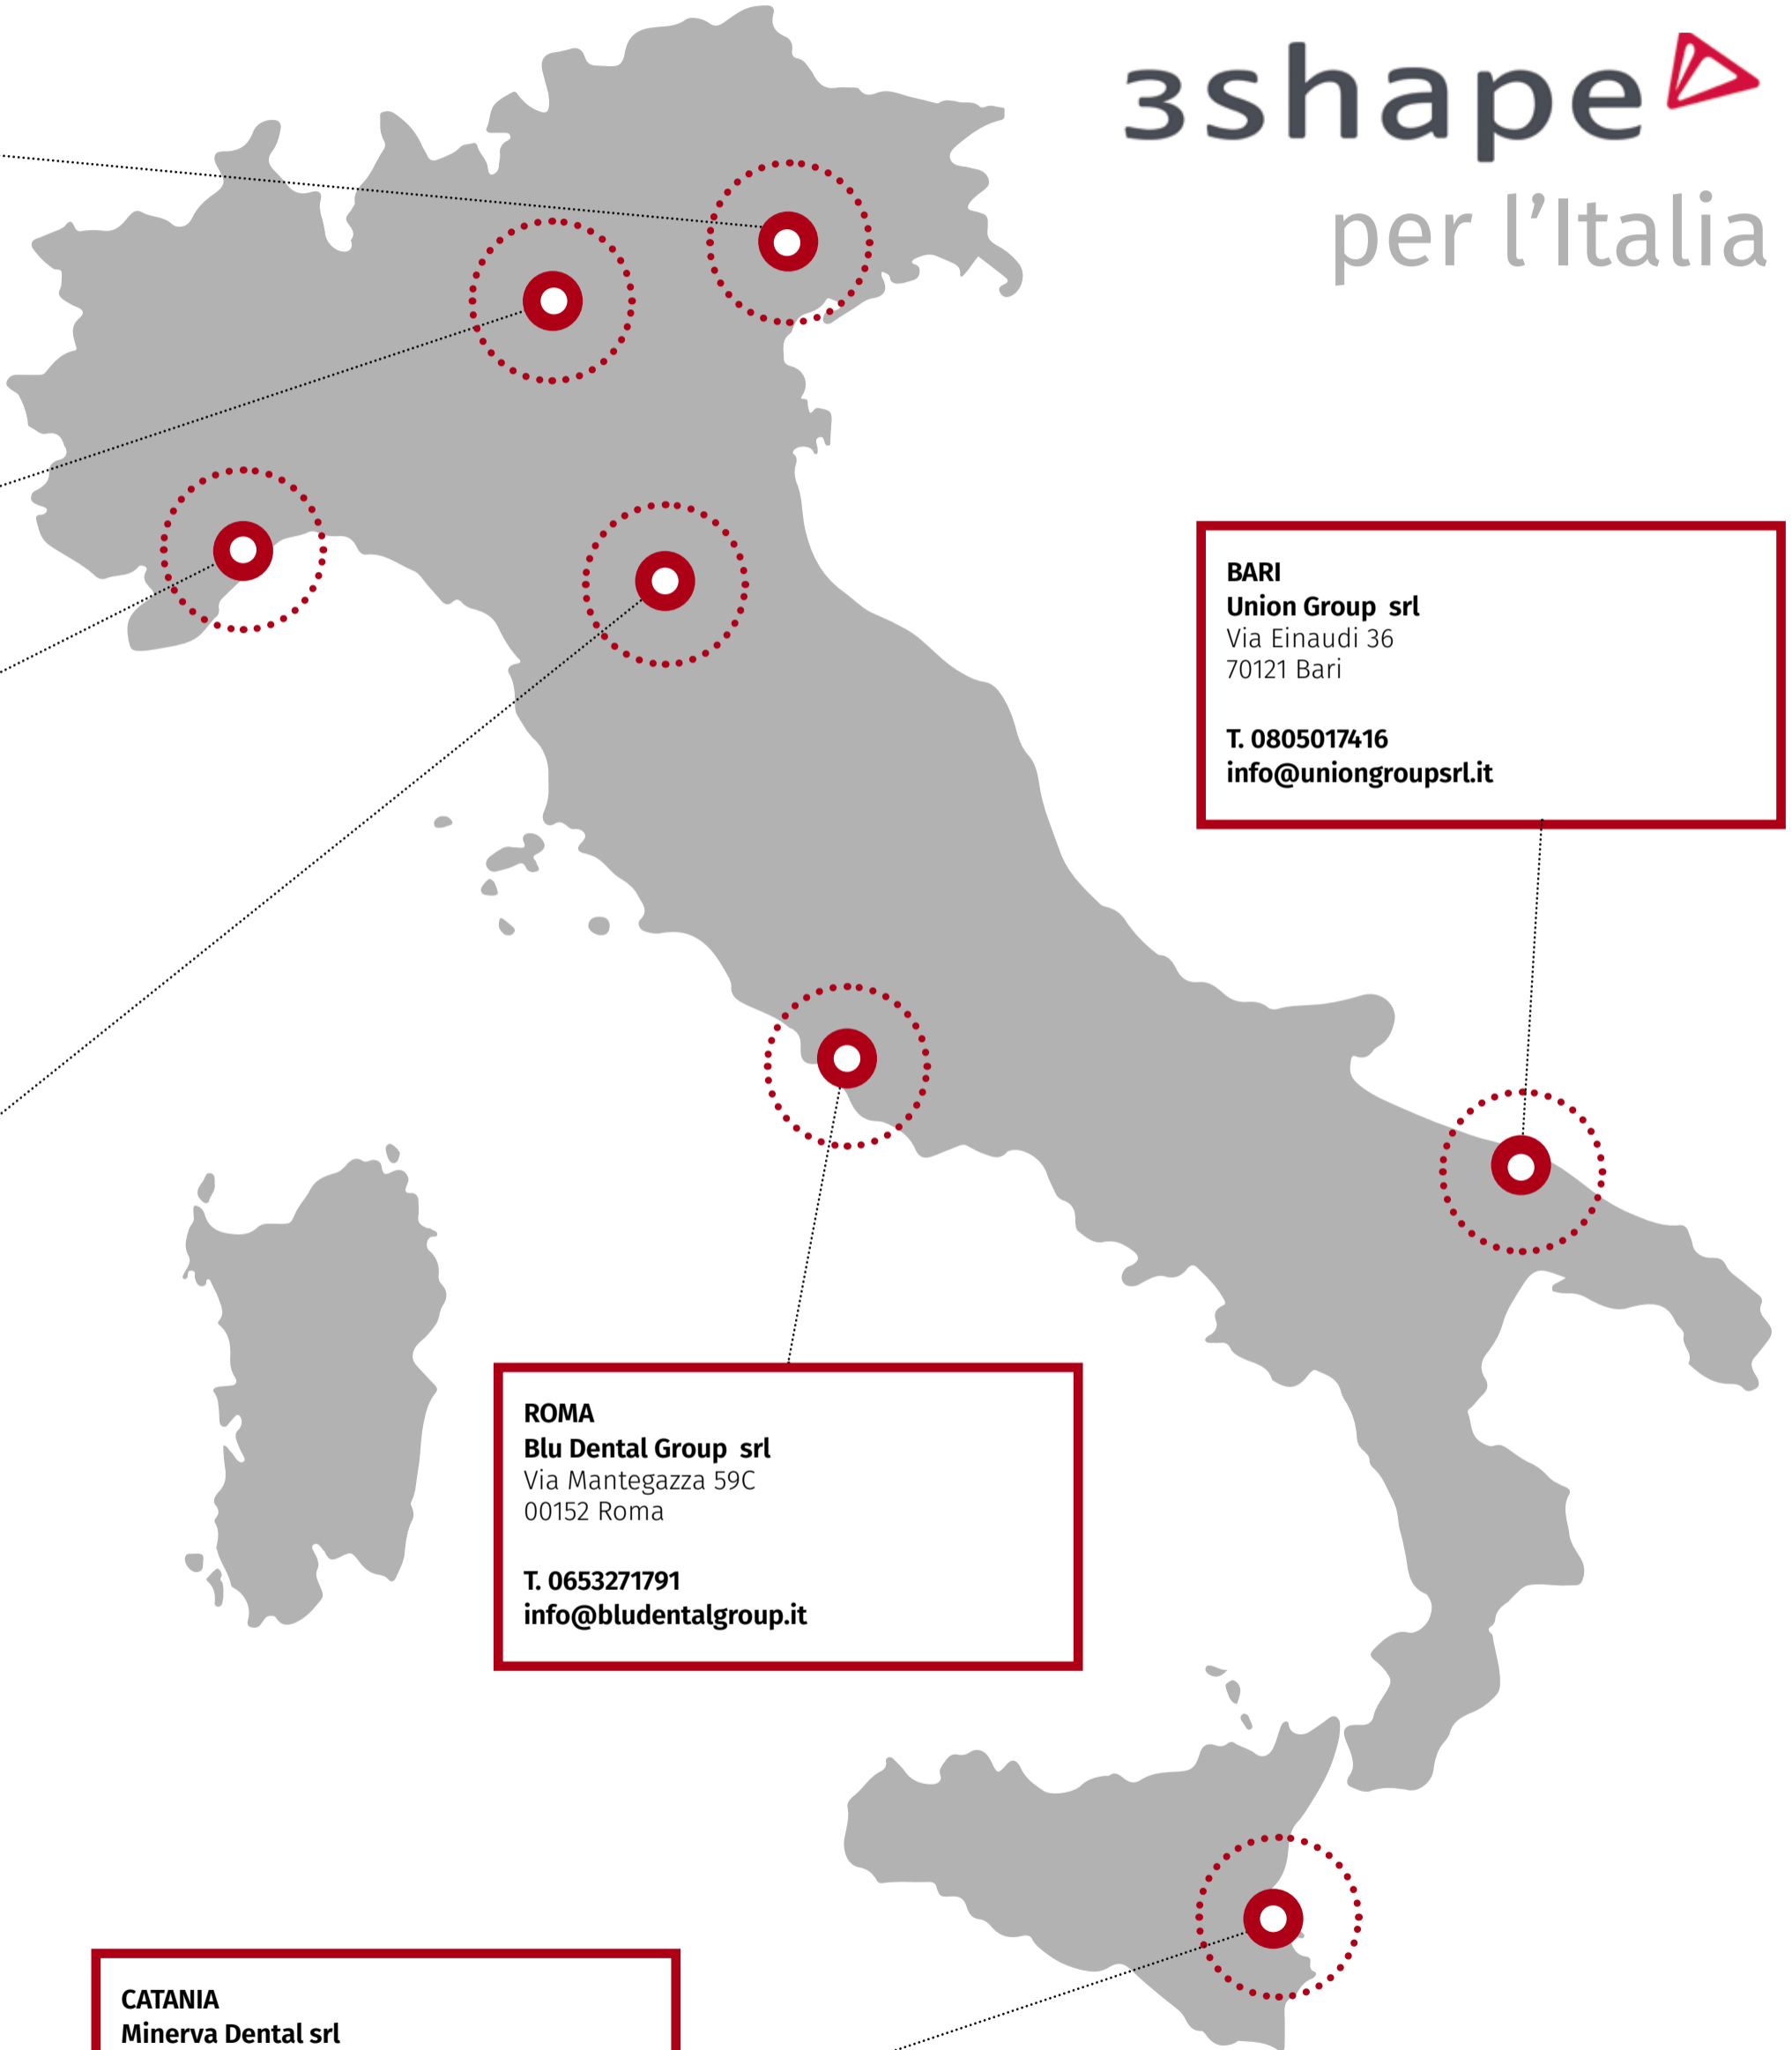 3shape
per l’Italia
BARI
Union Group srl
Via Einaudi 36
70121 Bari
T. 0805017416
info@uniongroupsrl.it
ROMA
Blu Dental Group srl
Via Mantegazza 59C
00152 Roma
T. 0653271791
info@bludentalgroup.it
CATANIA
Minerva Dental srl